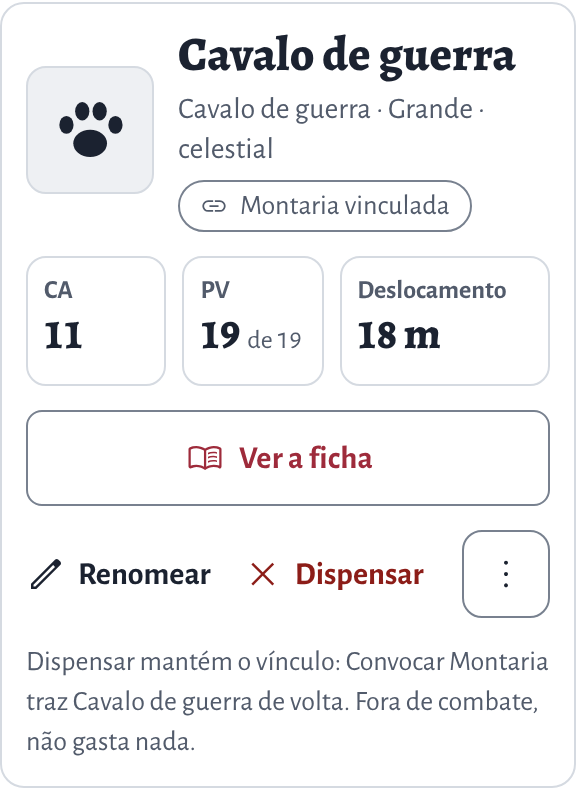 Cavalo de guerra
Cavalo de guerra · Grande ·
celestial
Montaria vinculada
CA
11
PV
19 de 19
Deslocamento
18 m
Ver a ficha
Renomear
Dispensar
Dispensar mantém o vínculo: Convocar Montaria
traz Cavalo de guerra de volta. Fora de combate,
não gasta nada.